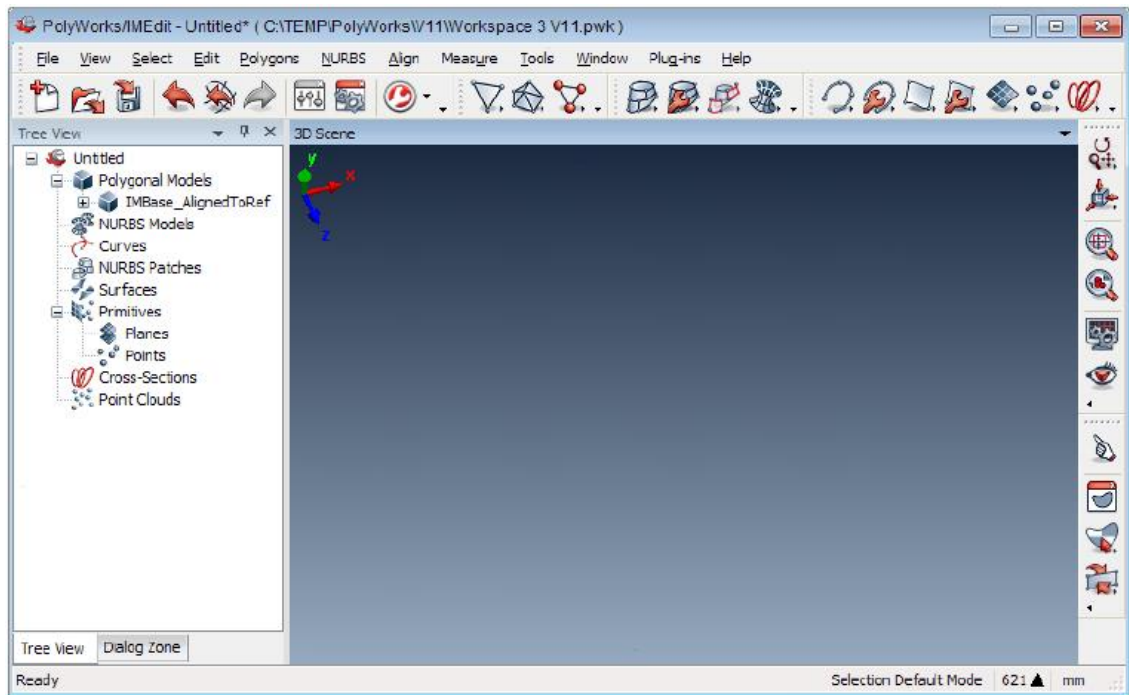 PolyWorks/IMEdit - Untitled* ( C:\TEMP\PolyWorks\V11\Workspace 3 V11.pwk )
File View Select Edit Polygons NURBS Align Measure Tools Window Plug-ins Help
Tree View
3D Scene
Untitled
Polygonal Models
IMBase_AlignedToRef
NURBS Models
Curves
NURBS Patches
Surfaces
Primitives
Planes
Points
Cross-Sections
Point Clouds
y
x
z
Tree View Dialog Zone
Ready
Selection Default Mode 621 mm